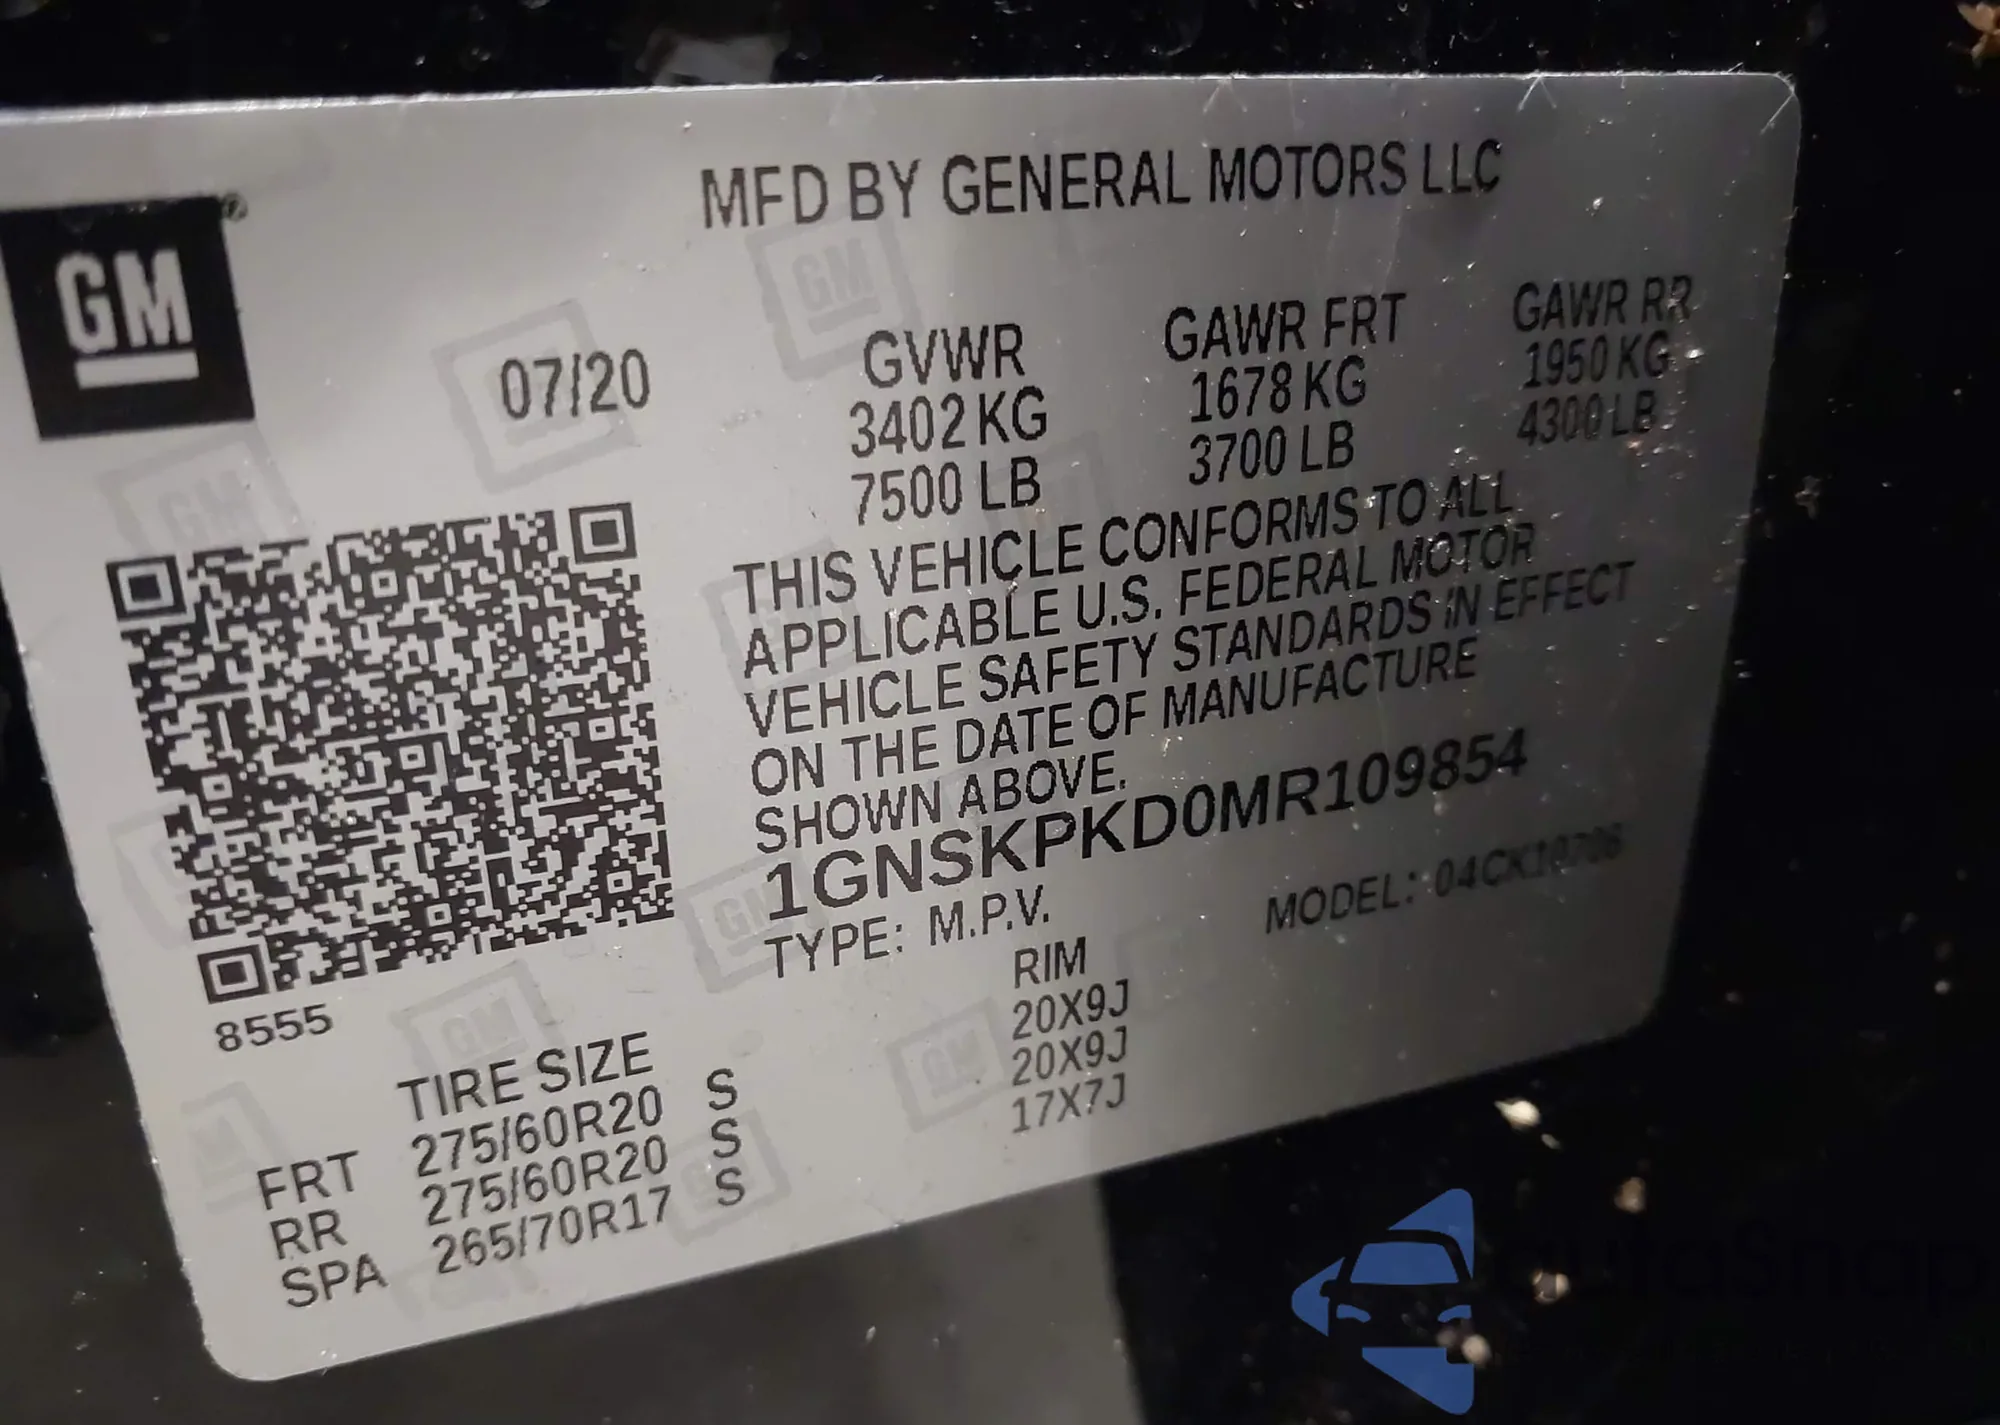 MFD BY GENERAL MOTORS LLC
GM
07/20
GVWR GAWR FRT GAWR RR
3402 KG 1678 KG 1950 KG
7500 LB 3700 LB 4300 LB
THIS VEHICLE CONFORMS TO ALL
APPLICABLE U.S. FEDERAL MOTOR
VEHICLE SAFETY STANDARDS IN EFFECT
ON THE DATE OF MANUFACTURE
SHOWN ABOVE.
1GNSKPKD0MR109854
TYPE: M.P.V. MODEL: 04CK10706
8555
TIRE SIZE RIM
FRT 275/60R20 S 20X9J
RR 275/60R20 S 20X9J
SPA 265/70R17 S 17X7J